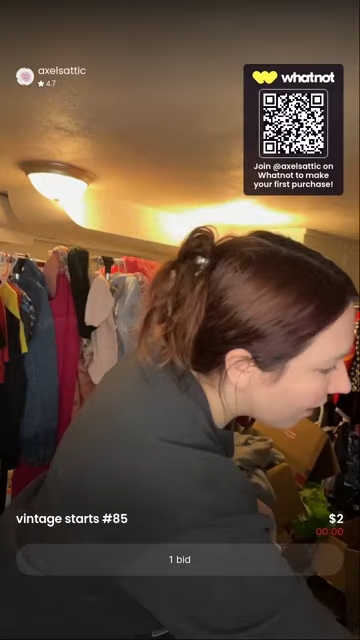 axelsattic
4.7
whatnot
Join @axelsattic on
Whatnot to make
your first purchase!
vintage starts #85
$2
00:00
1 bid